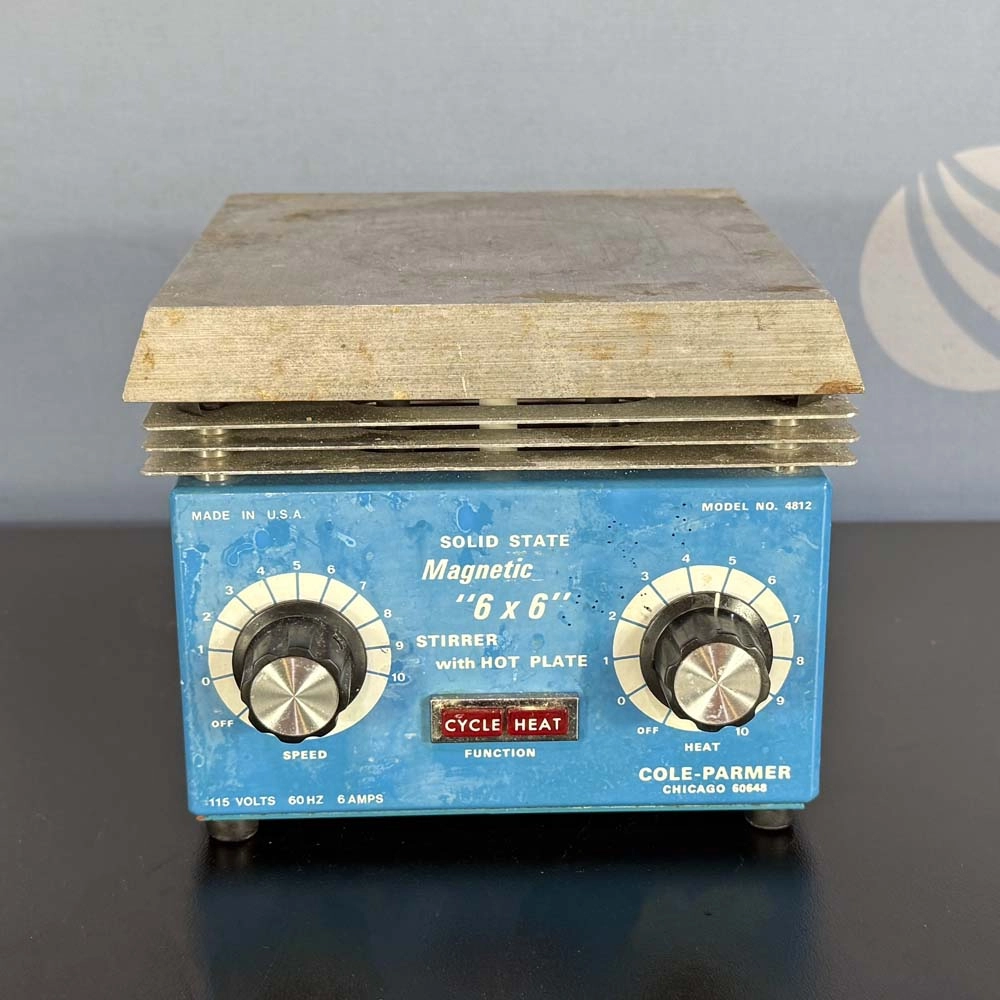 MADE IN U.S.A.
MODEL NO. 4812
SOLID STATE
Magnetic
"6 x 6"
STIRRER
with HOT PLATE
OFF 0 1 2 3 4 5 6 7 8 9 10
SPEED
OFF 0 1 2 3 4 5 6 7 8 9 10
HEAT
CYCLE HEAT
FUNCTION
COLE-PARMER
CHICAGO 60648
115 VOLTS 60 HZ 6 AMPS